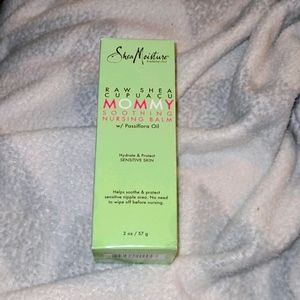 SheaMoisture
RAW SHEA
CUPUAÇU
MOMMY
SOOTHING
NURSING BALM
w/ Passiflora Oil
Hydrate & Protect
SENSITIVE SKIN
Helps soothe & protect
sensitive nipple area. No need
to wipe off before nursing.
2 oz / 57 g